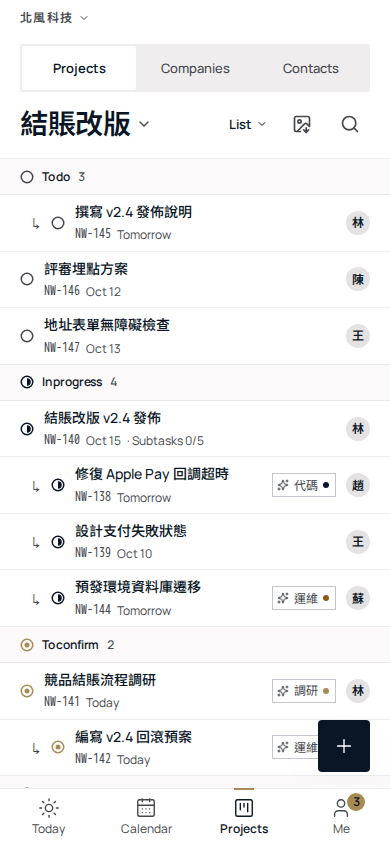 北風科技
Projects Companies Contacts
結帳改版 List
Todo 3
撰寫 v2.4 發佈說明
NW-145 Tomorrow 林
評審埋點方案
NW-146 Oct 12 陳
地址表單無障礙檢查
NW-147 Oct 13 王
Inprogress 4
結帳改版 v2.4 發佈
NW-140 Oct 15 · Subtasks 0/5 林
修復 Apple Pay 回調超時
NW-138 Tomorrow 代碼 趙
設計支付失敗狀態
NW-139 Oct 10 王
預發環境資料庫遷移
NW-144 Tomorrow 運維 蘇
Toconfirm 2
競品結帳流程調研
NW-141 Today 調研 林
編寫 v2.4 回滾預案
NW-142 Today 運維
Today Calendar Projects Me 3